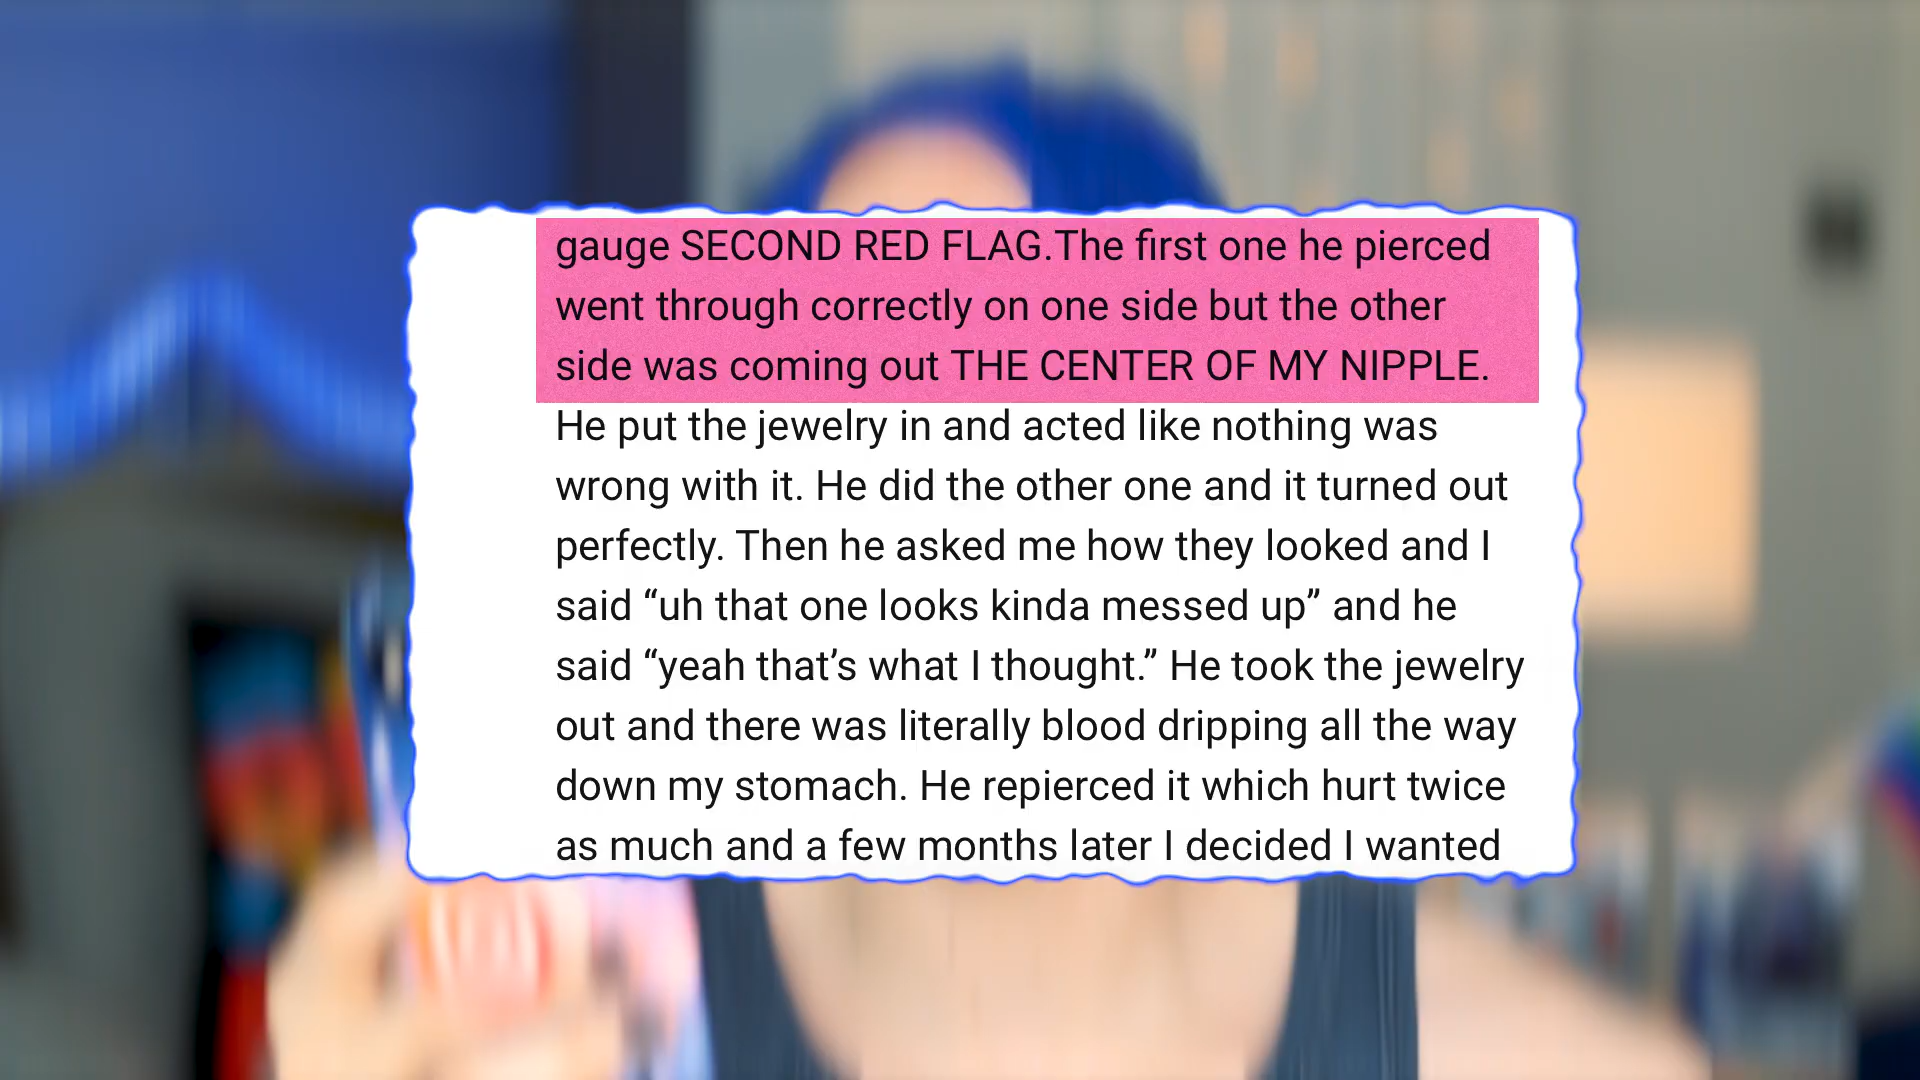 gauge SECOND RED FLAG.The first one he pierced
went through correctly on one side but the other
side was coming out THE CENTER OF MY NIPPLE.
He put the jewelry in and acted like nothing was
wrong with it. He did the other one and it turned out
perfectly. Then he asked me how they looked and I
said “uh that one looks kinda messed up” and he
said “yeah that’s what I thought.” He took the jewelry
out and there was literally blood dripping all the way
down my stomach. He repierced it which hurt twice
as much and a few months later I decided I wanted